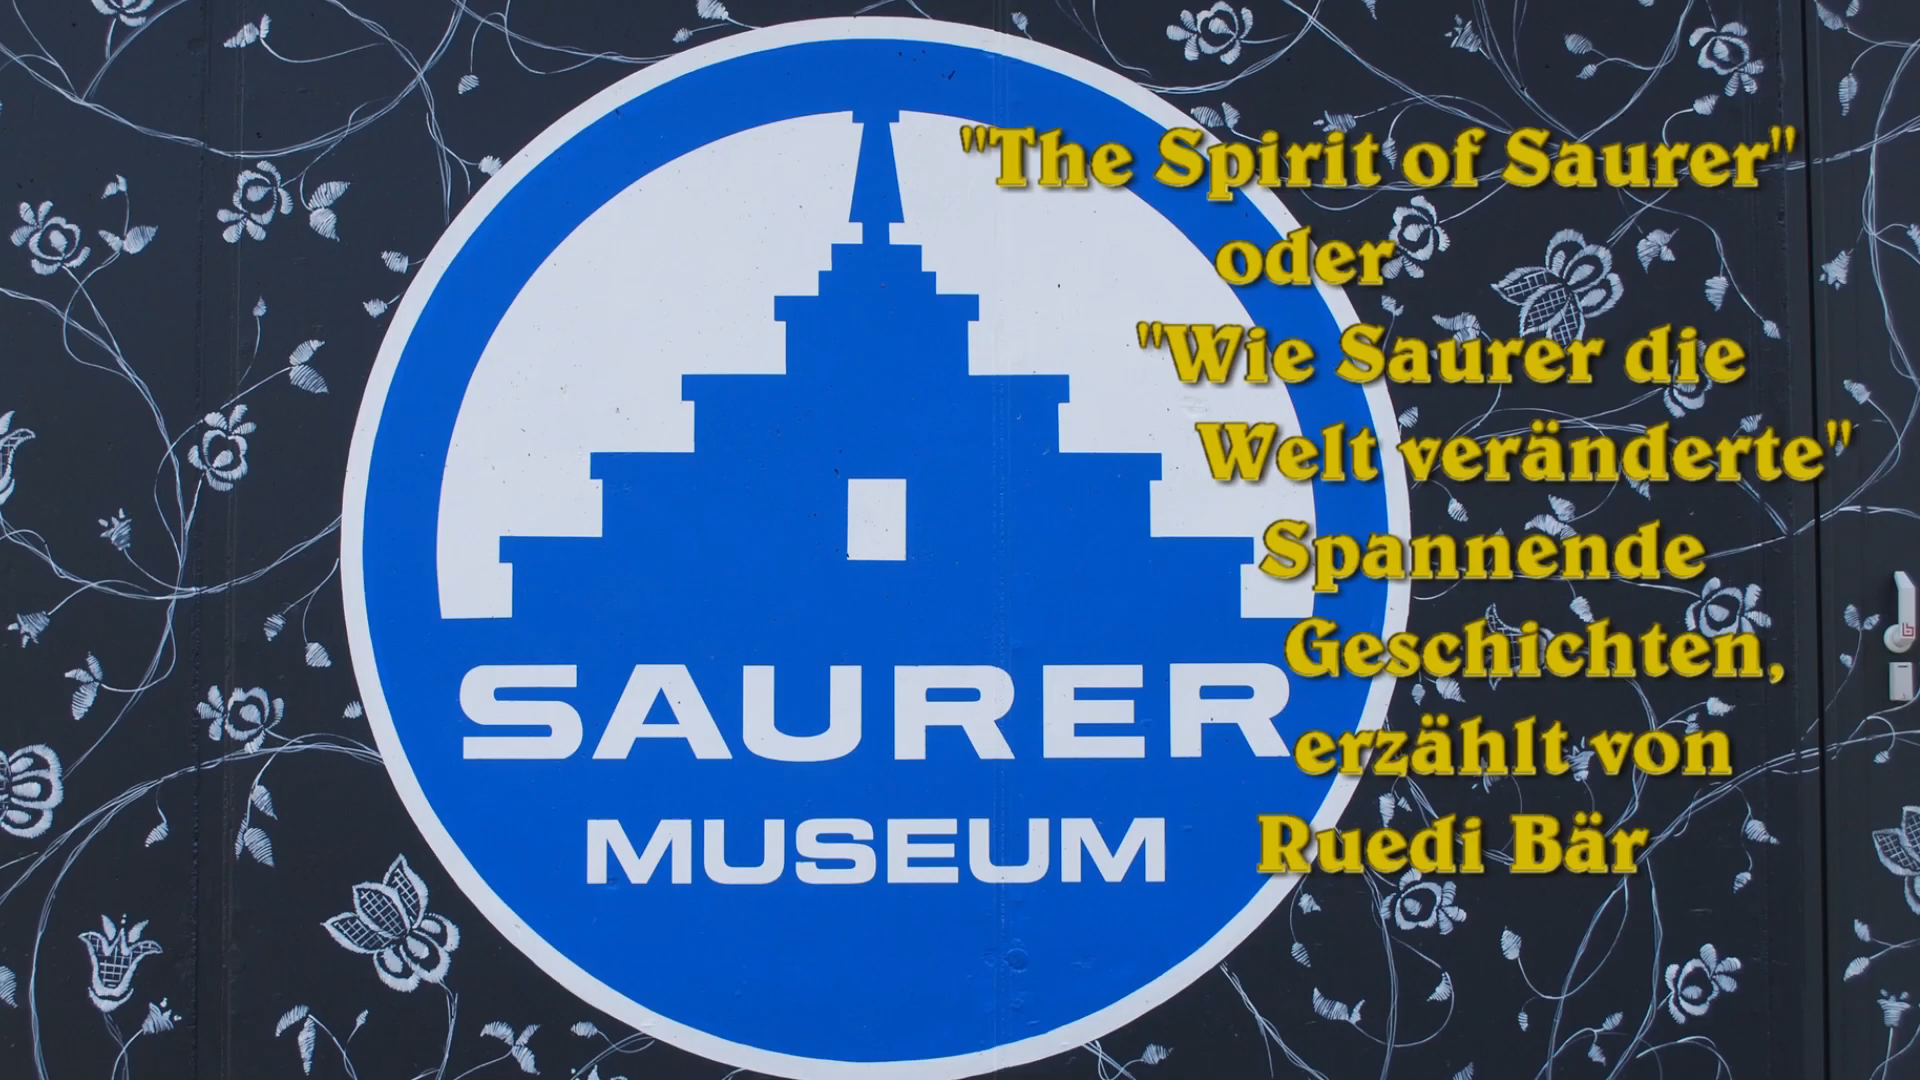 "The Spirit of Saurer"
oder
"Wie Saurer die
Welt veränderte"
Spannende
Geschichten,
erzählt von
Ruedi Bär
SAURER
MUSEUM